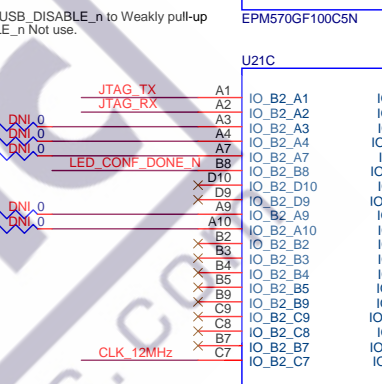 USB_DISABLE_n to Weakly pull-up
LE_n Not use.
EPM570GF100C5N
U21C
JTAG_TX A1 IO_B2_A1
JTAG_RX A2 IO_B2_A2
DNI 0 A3 IO_B2_A3
DNI 0 A4 IO_B2_A4
DNI 0 A7 IO_B2_A7
LED_CONF_DONE_N B8 IO_B2_B8
D10 IO_B2_D10
D9 IO_B2_D9
DNI 0 A9 IO_B2_A9
DNI 0 A10 IO_B2_A10
B2 IO_B2_B2
B3 IO_B2_B3
B4 IO_B2_B4
B5 IO_B2_B5
B9 IO_B2_B9
C9 IO_B2_C9
C8 IO_B2_C8
B7 IO_B2_B7
CLK_12MHz C7 IO_B2_C7